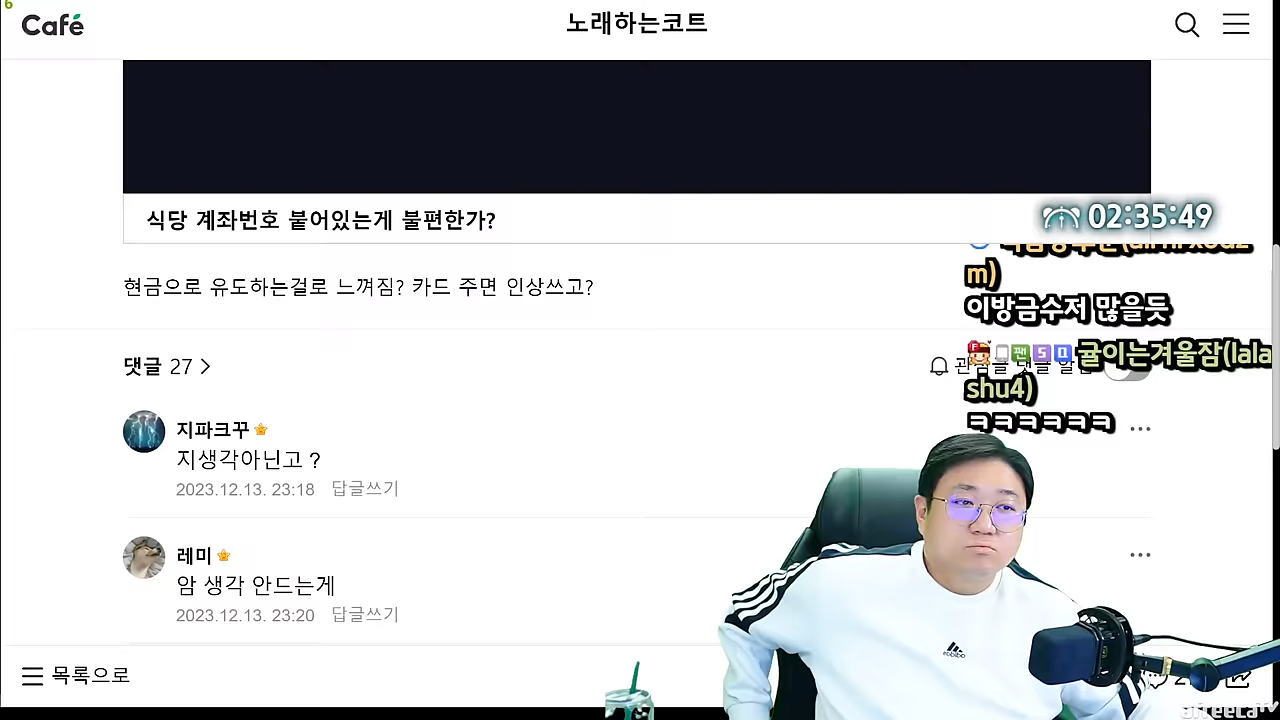 6
Café
노래하는코트
식당 계좌번호 붙어있는게 불편한가?
02:35:49
현금으로 유도하는걸로 느껴짐? 카드 주면 인상쓰고?
m)
이방금수저 많을듯
댓글 27
팬 5
귤이는겨울잠(lala
shu4)
ㅋㅋㅋㅋㅋㅋ
지파크꾸
지생각아닌고 ?
2023.12.13. 23:18 답글쓰기
레미
암 생각 안드는게
2023.12.13. 23:20 답글쓰기
목록으로
afreecaTV